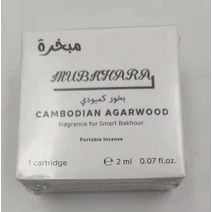 مبخرة
MUBKHARA
بخور كمبودي
CAMBODIAN AGARWOOD
fragrance for Smart Bakhour
Portable Incense
1 cartridge ℮ 2 ml 0.07 fl.oz.